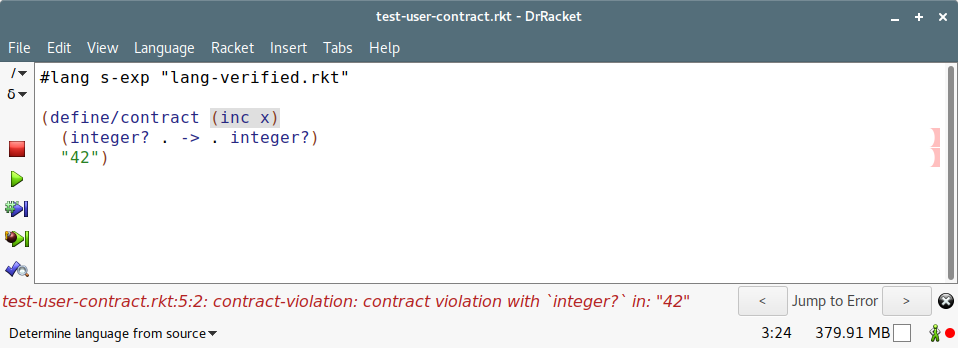 test-user-contract.rkt - DrRacket
File Edit View Language Racket Insert Tabs Help
#lang s-exp "lang-verified.rkt"
(define/contract (inc x)
(integer? . -> . integer?)
"42")
test-user-contract.rkt:5:2: contract-violation: contract violation with `integer?` in: "42"
< Jump to Error >
Determine language from source
3:24 379.91 MB